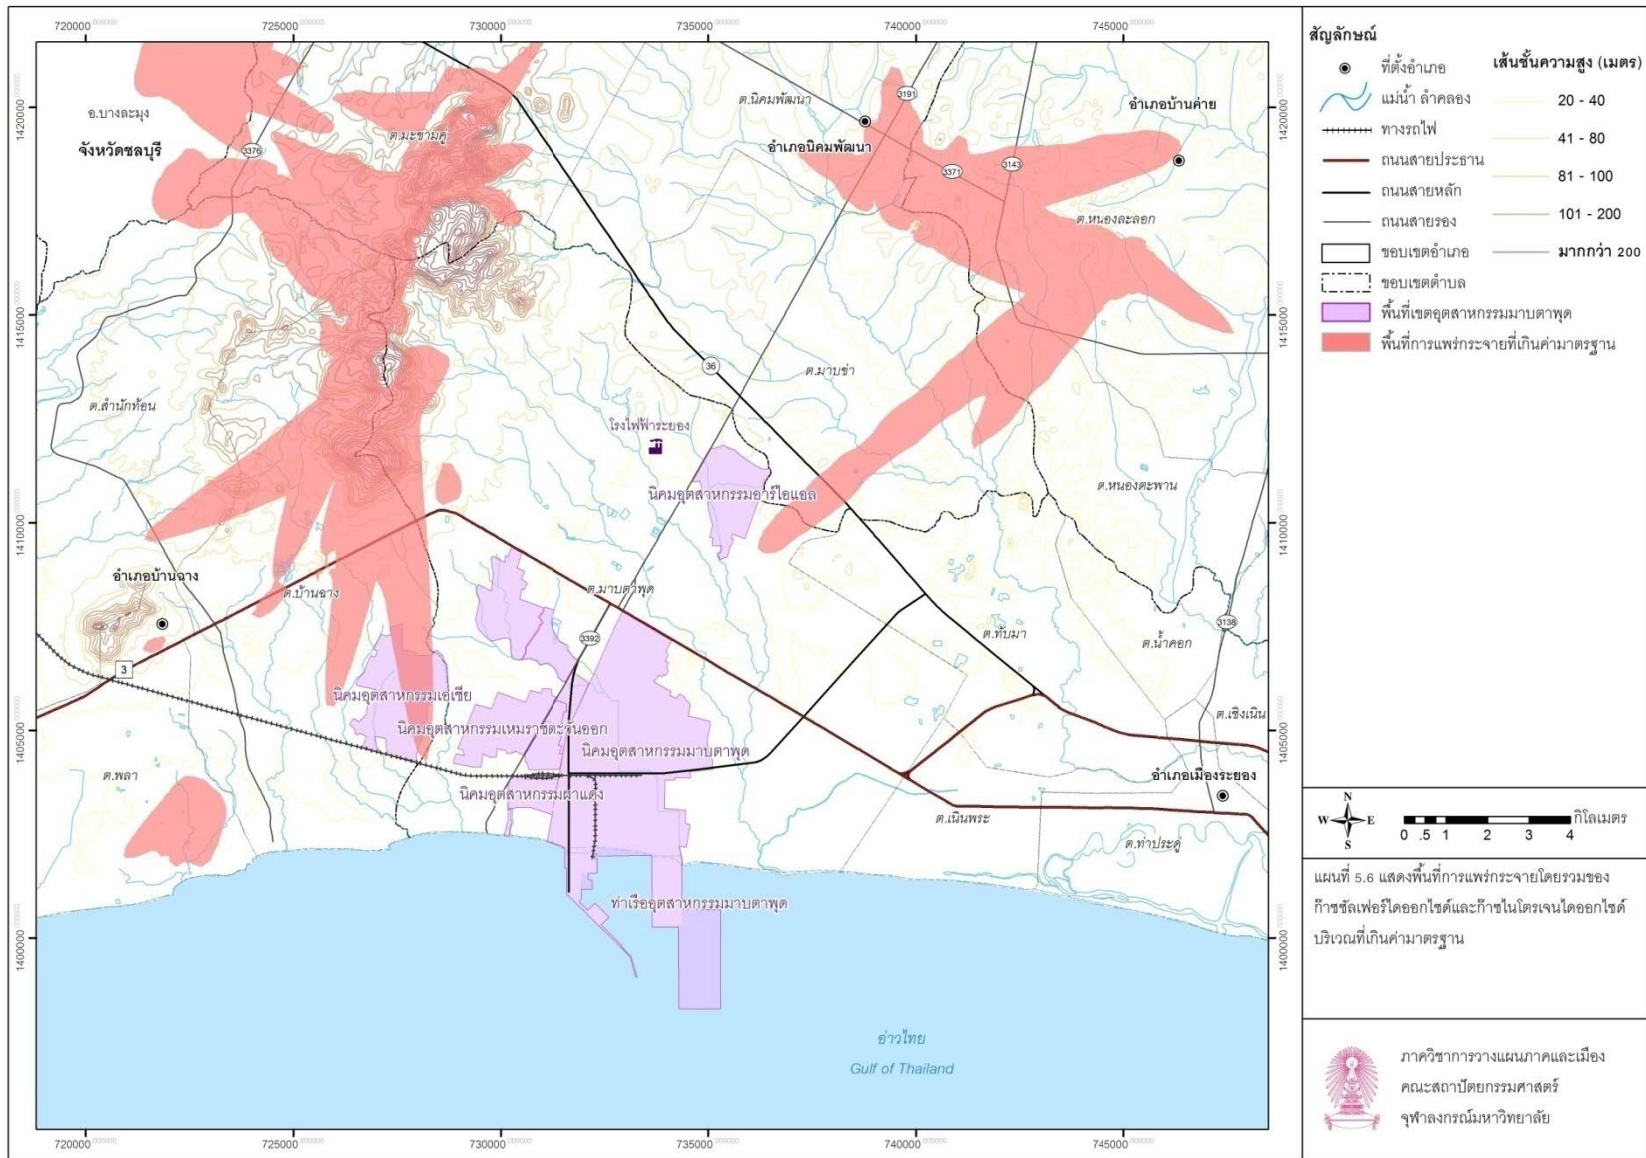 720000
725000
730000
735000
740000
745000
1420000
1415000
1410000
1405000
1400000
อ.บางละมุง
จังหวัดชลบุรี
3376
ต.มะขามคู่
ต.นิคมพัฒนา
3191
อำเภอนิคมพัฒนา
อำเภอบ้านค่าย
3371
3143
ต.หนองละลอก
ต.สำนักท้อน
36
ต.มาบข่า
โรงไฟฟ้าระยอง
นิคมอุตสาหกรรมอาร์ไอแอล
ต.หนองตะพาน
อำเภอบ้านฉาง
ต.บ้านฉาง
ต.มาบตาพุด
3392
3138
ต.ทับมา
ต.น้ำคอก
3
นิคมอุตสาหกรรมเอเชีย
นิคมอุตสาหกรรมเหมราชตะวันออก
นิคมอุตสาหกรรมมาบตาพุด
ต.เชิงเนิน
ต.พลา
นิคมอุตสาหกรรมผาแดง
อำเภอเมืองระยอง
ต.เนินพระ
ต.ท่าประดู่
ท่าเรืออุตสาหกรรมมาบตาพุด
อ่าวไทย
Gulf of Thailand
1420000
1415000
1410000
1405000
1400000
720000
725000
730000
735000
740000
745000
สัญลักษณ์
ที่ตั้งอำเภอ
แม่น้ำ ลำคลอง
ทางรถไฟ
ถนนสายประธาน
ถนนสายหลัก
ถนนสายรอง
ขอบเขตอำเภอ
ขอบเขตตำบล
พื้นที่เขตอุตสาหกรรมมาบตาพุด
พื้นที่การแพร่กระจายที่เกินค่ามาตรฐาน
เส้นชั้นความสูง (เมตร)
20 - 40
41 - 80
81 - 100
101 - 200
มากกว่า 200
N
W E
S
0 .5 1 2 3 4 กิโลเมตร
แผนที่ 5.6 แสดงพื้นที่การแพร่กระจายโดยรวมของ
ก๊าซซัลเฟอร์ไดออกไซด์และก๊าซไนโตรเจนไดออกไซด์
บริเวณที่เกินค่ามาตรฐาน
ภาควิชาการวางแผนภาคและเมือง
คณะสถาปัตยกรรมศาสตร์
จุฬาลงกรณ์มหาวิทยาลัย